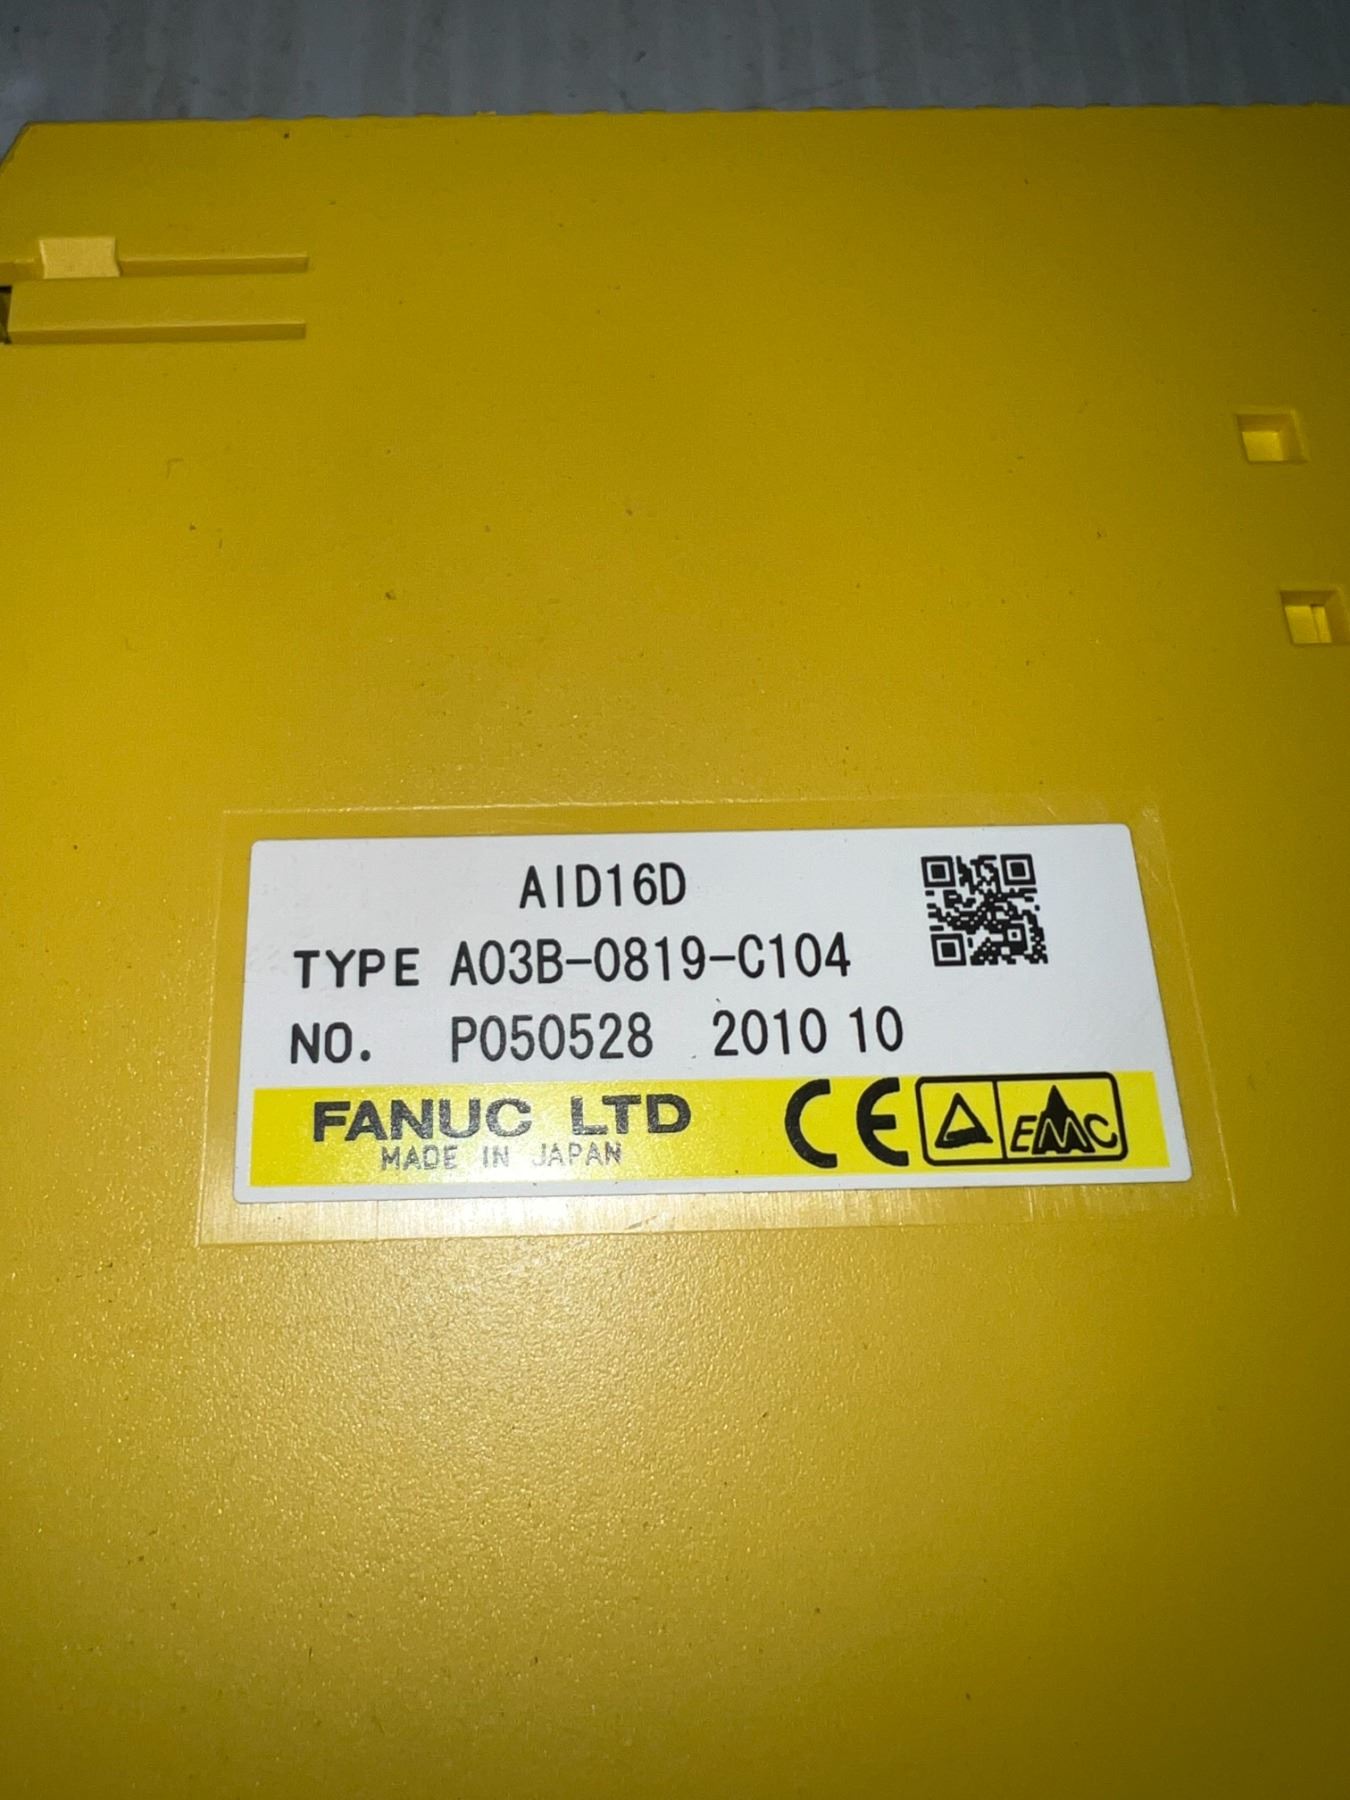 AID16D
TYPE A03B-0819-C104
NO. P050528 2010 10
FANUC LTD
MADE IN JAPAN
CE EMC